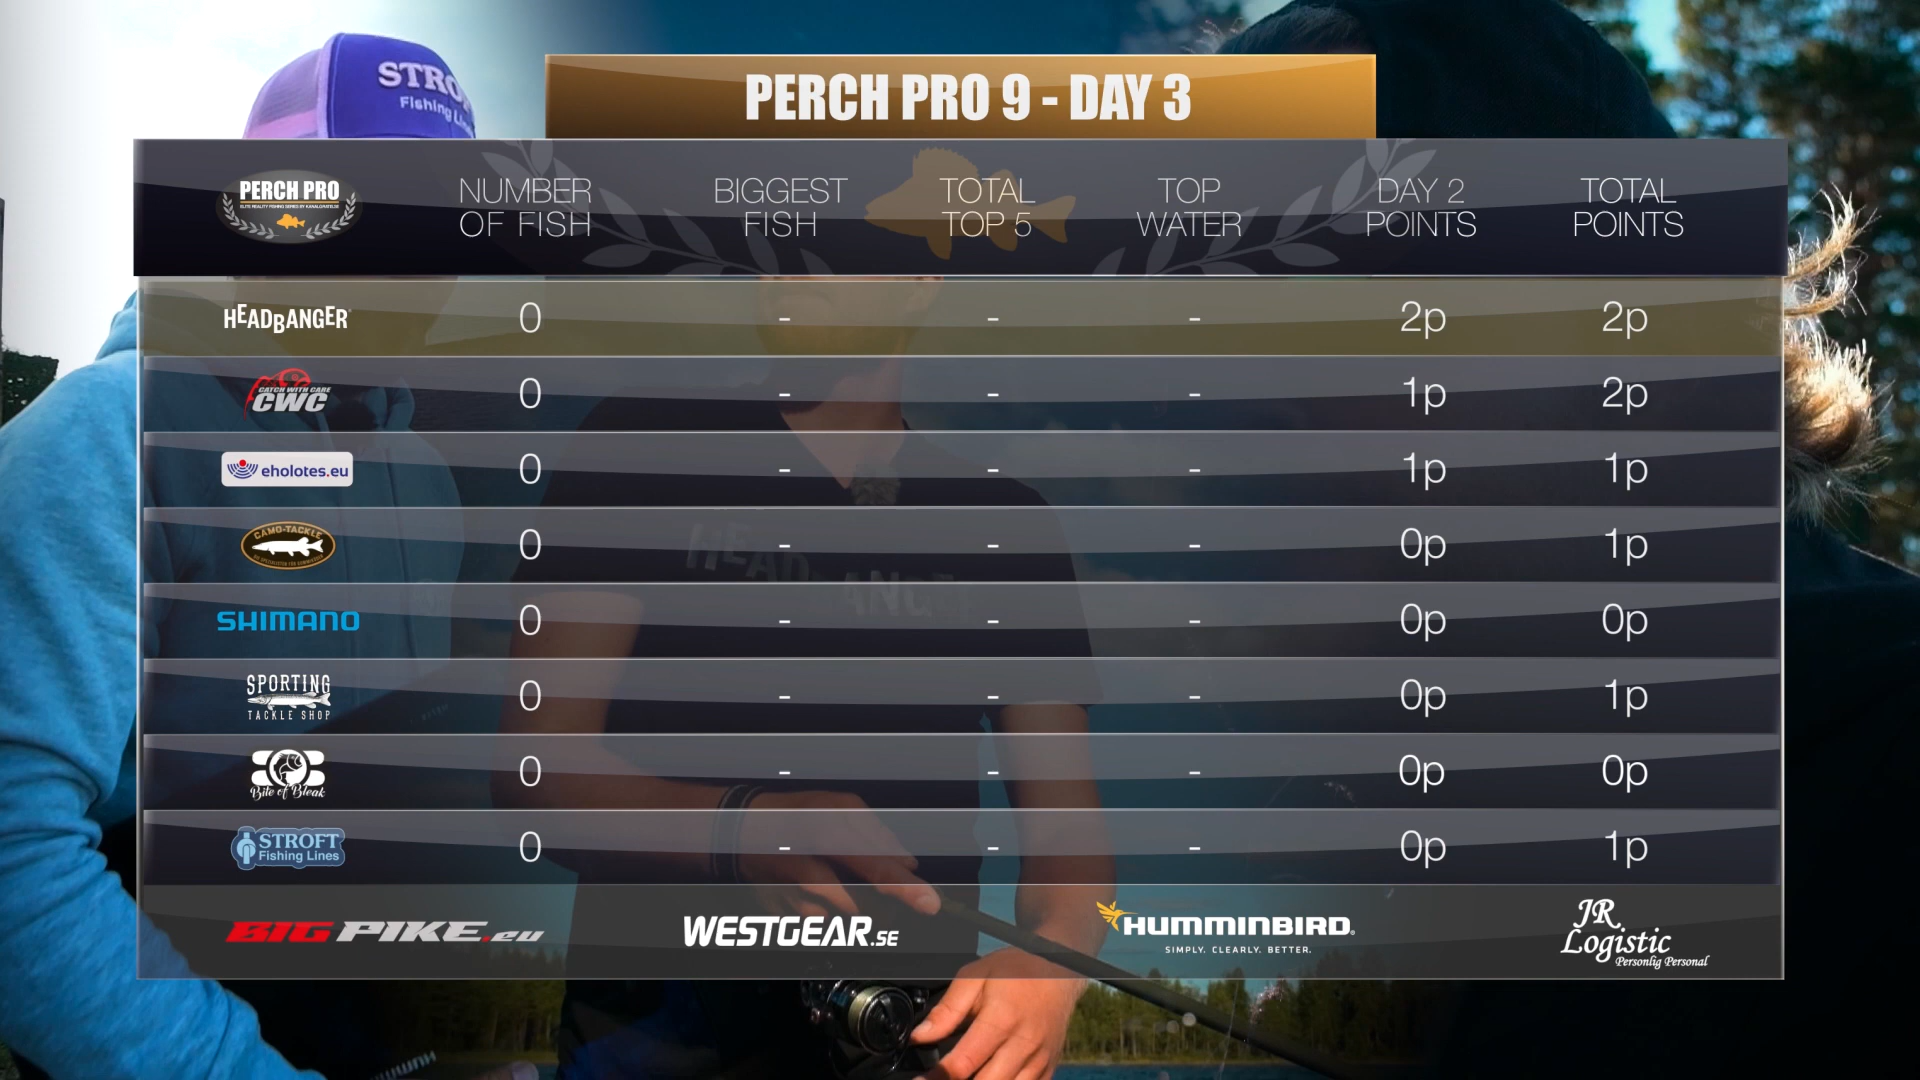 STRO
Fishing Li
PERCH PRO 9 - DAY 3
PERCH PRO
NUMBER OF FISH
BIGGEST FISH
TOTAL TOP 5
TOP WATER
DAY 2 POINTS
TOTAL POINTS
HEADBANGER 0 - - - 2p 2p
CATCH WITH CARE
CWC 0 - - - 1p 2p
eholotes.eu 0 - - - 1p 1p
CAMO-TACKLE 0 - - - 0p 1p
SHIMANO 0 - - - 0p 0p
SPORTING
TACKLE SHOP 0 - - - 0p 1p
Bite of Bleak 0 - - - 0p 0p
STROFT
Fishing Lines 0 - - - 0p 1p
HEADBANGER
BIGPIKE.eu
WESTGEAR.SE
HUMMINBIRD®
SIMPLY. CLEARLY. BETTER.
JR
Logistic
Personlig Personal